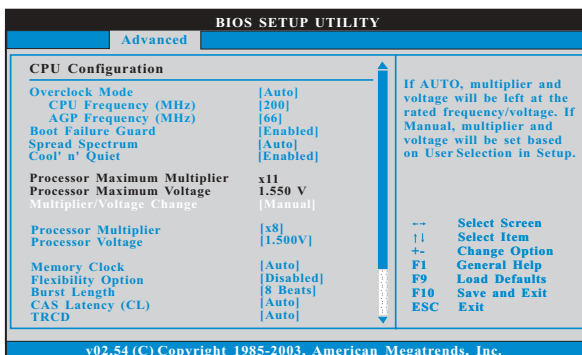 BIOS SETUP UTILITY
Advanced
CPU Configuration
Overclock Mode [Auto]
CPU Frequency (MHz) [200]
AGP Frequency (MHz) [66]
Boot Failure Guard [Enabled]
Spread Spectrum [Auto]
Cool' n' Quiet [Enabled]
Processor Maximum Multiplier x11
Processor Maximum Voltage 1.550 V
Multiplier/Voltage Change [Manual]
Processor Multiplier [x8]
Processor Voltage [1.500V]
Memory Clock [Auto]
Flexibility Option [Disabled]
Burst Length [8 Beats]
CAS Latency (CL) [Auto]
TRCD [Auto]
If AUTO, multiplier and
voltage will be left at the
rated frequency/voltage. If
Manual, multiplier and
voltage will be set based
on User Selection in Setup.
←→ Select Screen
↑↓ Select Item
+- Change Option
F1 General Help
F9 Load Defaults
F10 Save and Exit
ESC Exit
v02.54 (C) Copyright 1985-2003, American Megatrends, Inc.